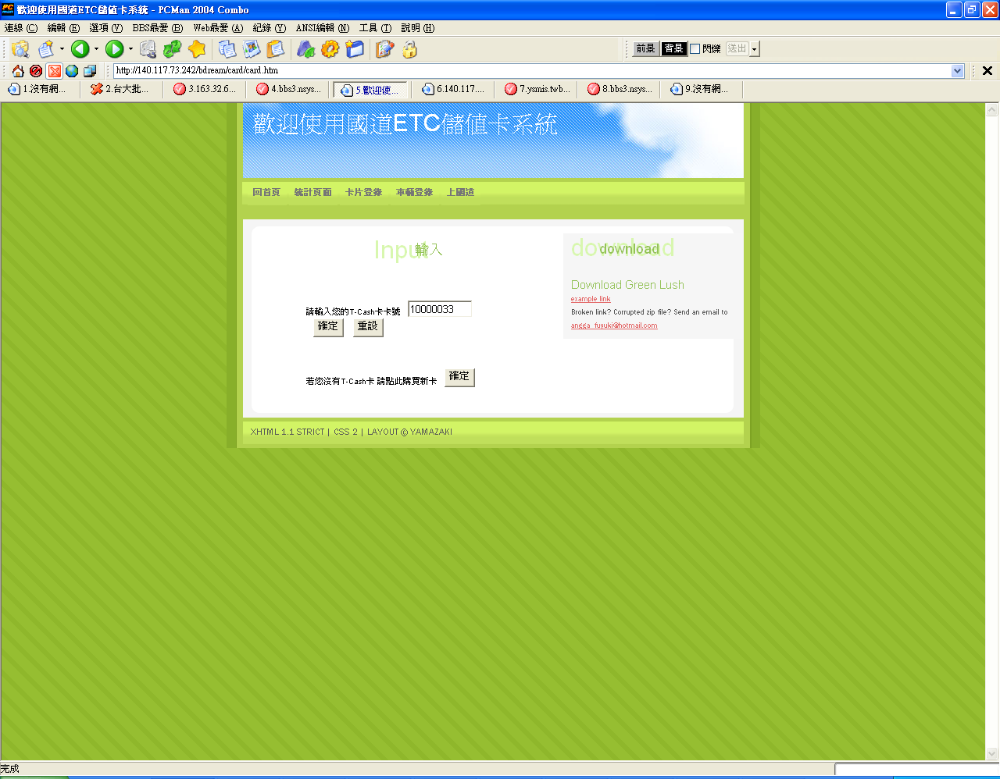 歡迎使用國道ETC儲值卡系統 - PCMan 2004 Combo
連線 (C) 編輯 (E) 選項 (V) BBS最愛 (B) Web最愛 (A) 紀錄 (Y) ANSI編輯 (N) 工具 (T) 說明 (H)
前景 背景 閃爍 送出
http://140.117.73.242/bdream/card/card.htm
1.沒有網... 2.台大批... 3.163.32.6... 4.bbs3.nsys... 5.歡迎使... 6.140.117.... 7.ysmis.twb... 8.bbs3.nsys... 9.沒有網...
歡迎使用國道ETC儲值卡系統
回首頁 統計頁面 卡片登錄 車輛登錄 上國道
Input 輸入
請輸入您的T-Cash卡卡號 10000033
確定 重設
若您沒有T-Cash卡 請點此購買新卡 確定
download download
Download Green Lush
example link
Broken link? Corrupted zip file? Send an email to
angga_fuyuki@hotmail.com
XHTML 1.1 STRICT | CSS 2 | LAYOUT © YAMAZAKI
完成